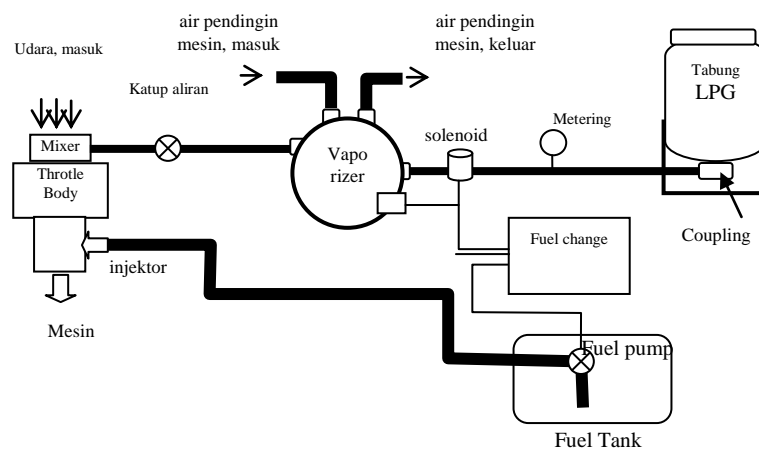 air pendingin
mesin, masuk
air pendingin
mesin, keluar
Udara, masuk
Katup aliran
Tabung
LPG
Metering
solenoid
Mixer
Vapo
rizer
Throtle
Body
Fuel change
Coupling
injektor
Mesin
Fuel pump
Fuel Tank